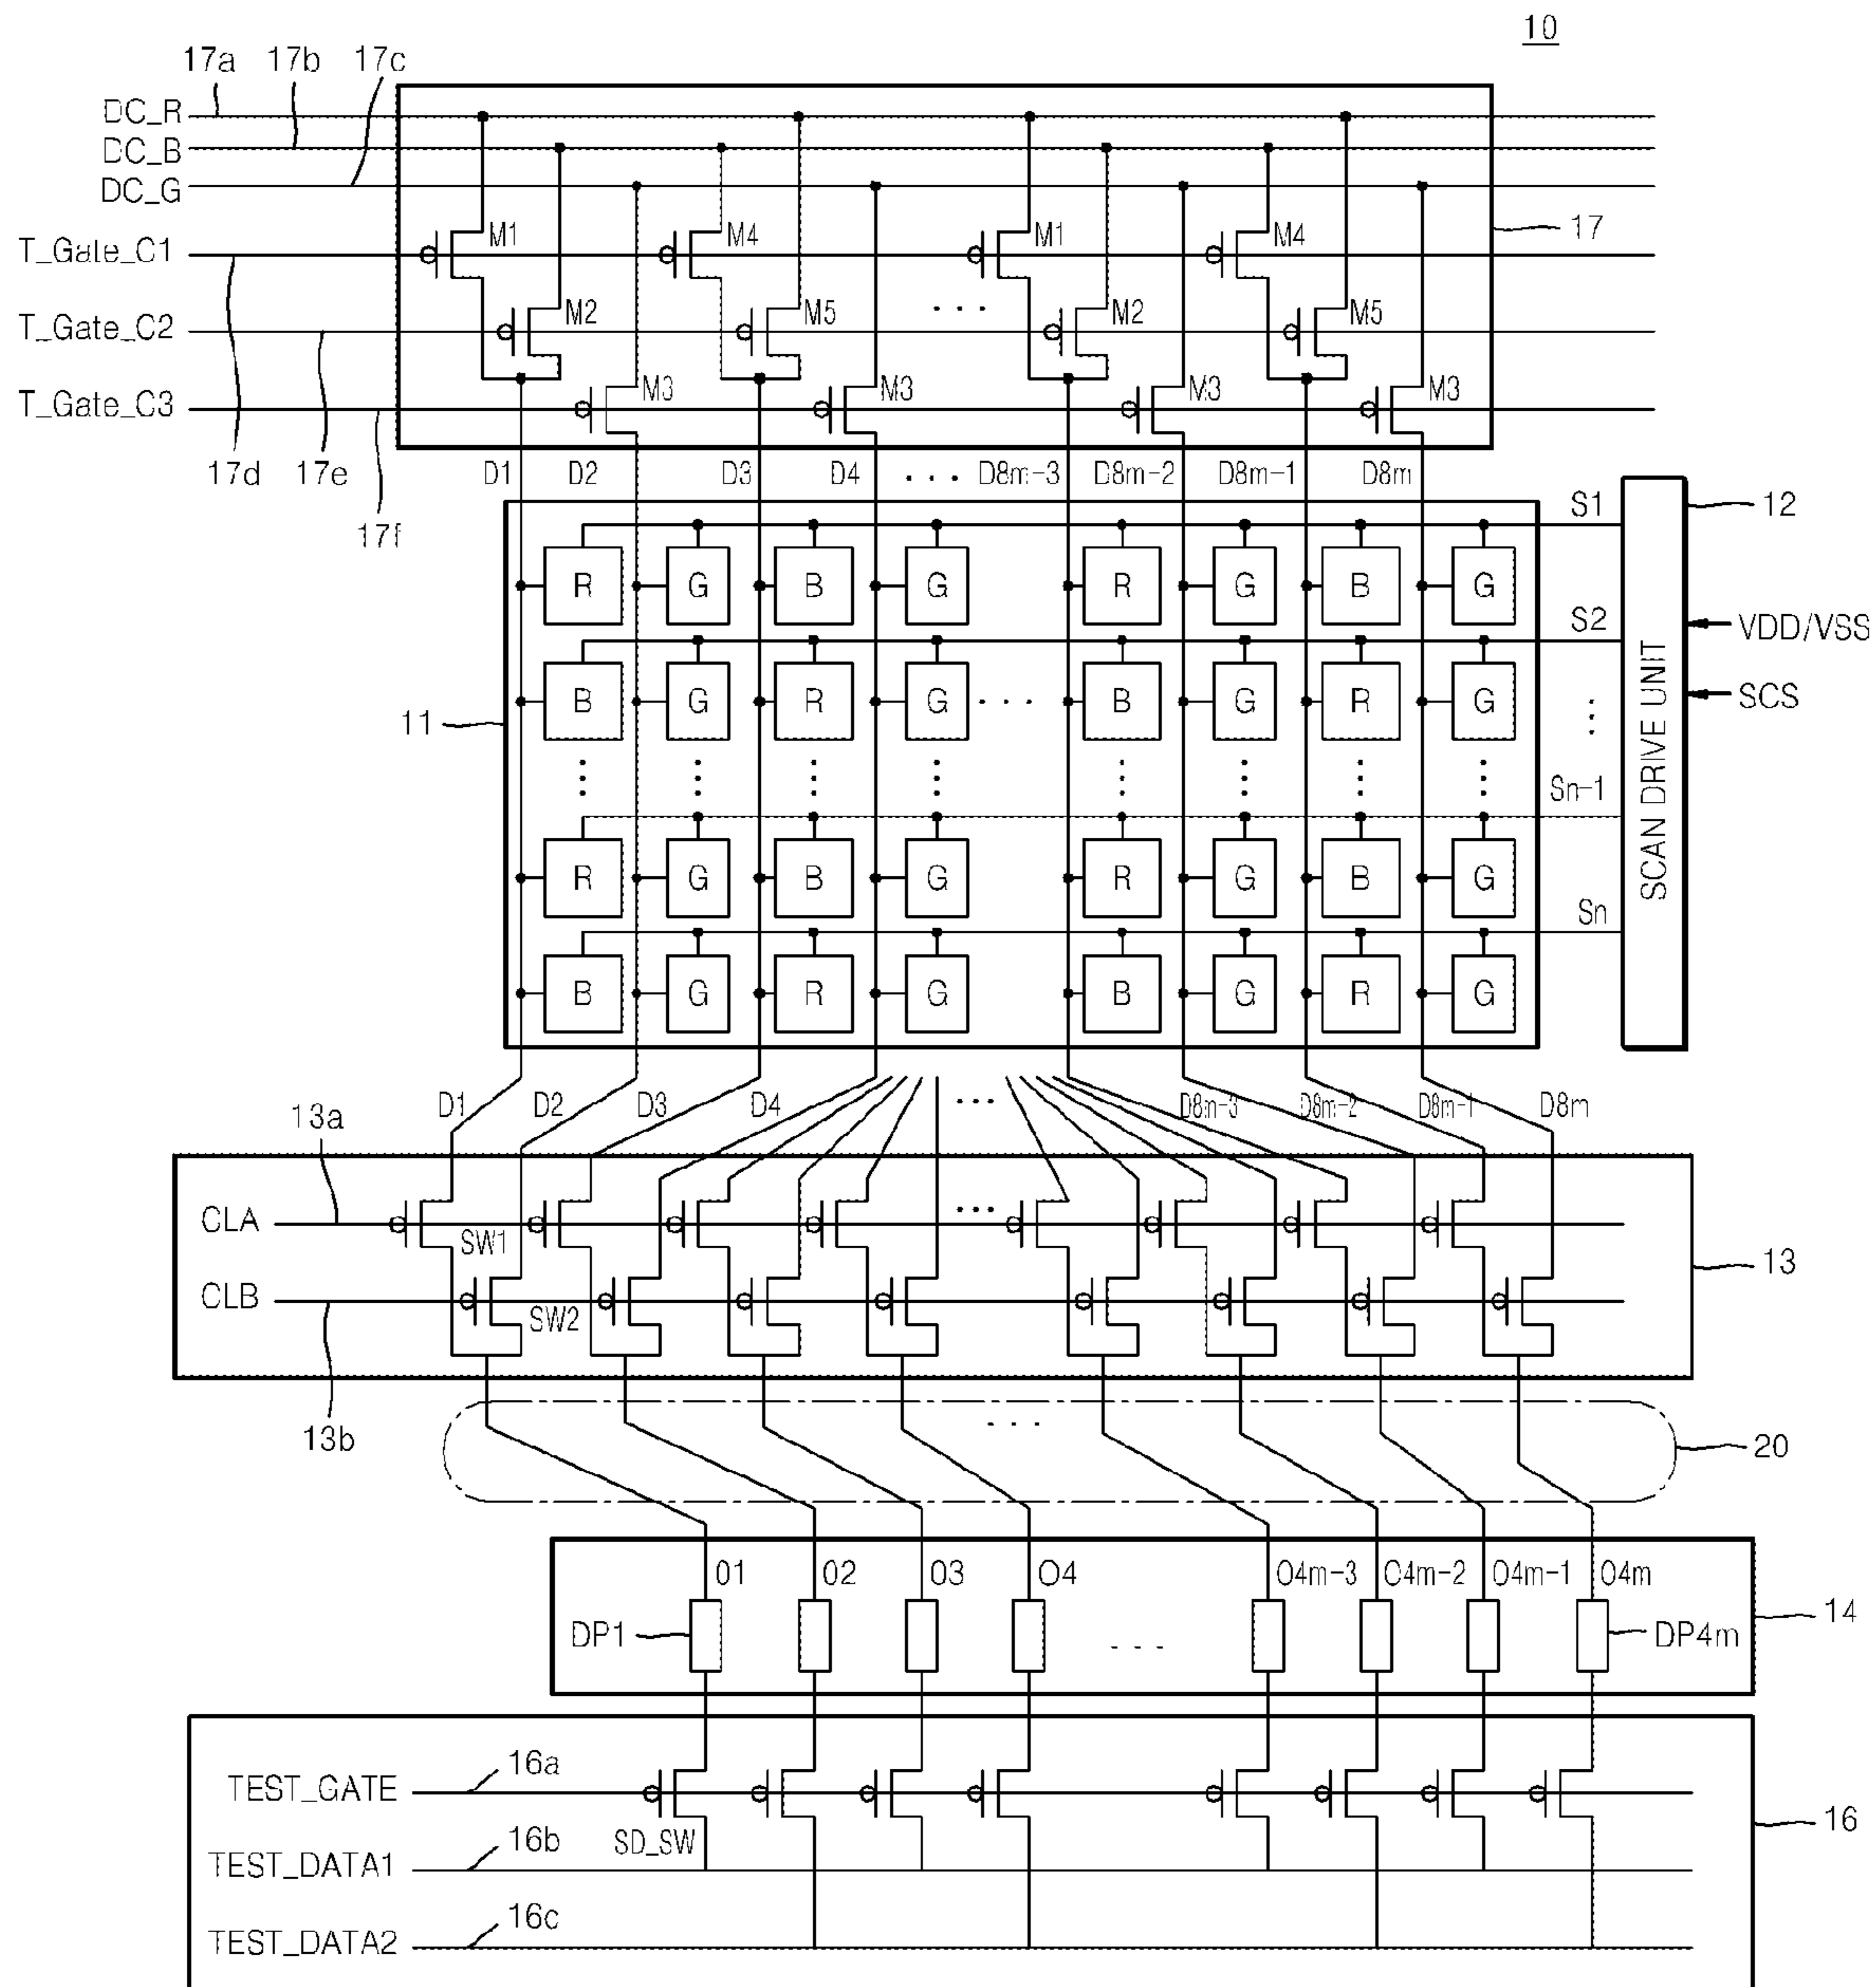 10
17a 17b 17c
DC_R
DC_B
DC_G
17
T_Gate_C1 M1 M4 M1 M4
T_Gate_C2 M2 M5 . . . M2 M5
T_Gate_C3 M3 M3 M3 M3
17d 17e 17f
D1 D2 D3 D4 . . . D8m-3 D8m-2 D8m-1 D8m
S1 12
R G B G R G B G
S2 VDD/VSS
11 B G R G . . . B G R G SCS
SCAN DRIVE UNIT
Sn-1
R G B G R G B G
Sn
B G R G B G R G
13a D1 D2 D3 D4 . . . D8m-3 D8m-2 D8m-1 D8m
CLA SW1 . . .
13
CLB SW2
13b . . . 20
O1 O2 O3 O4 O4m-3 O4m-2 O4m-1 O4m
14
DP1 . . . DP4m
TEST_GATE 16a
16
SD_SW
TEST_DATA1 16b
TEST_DATA2 16c